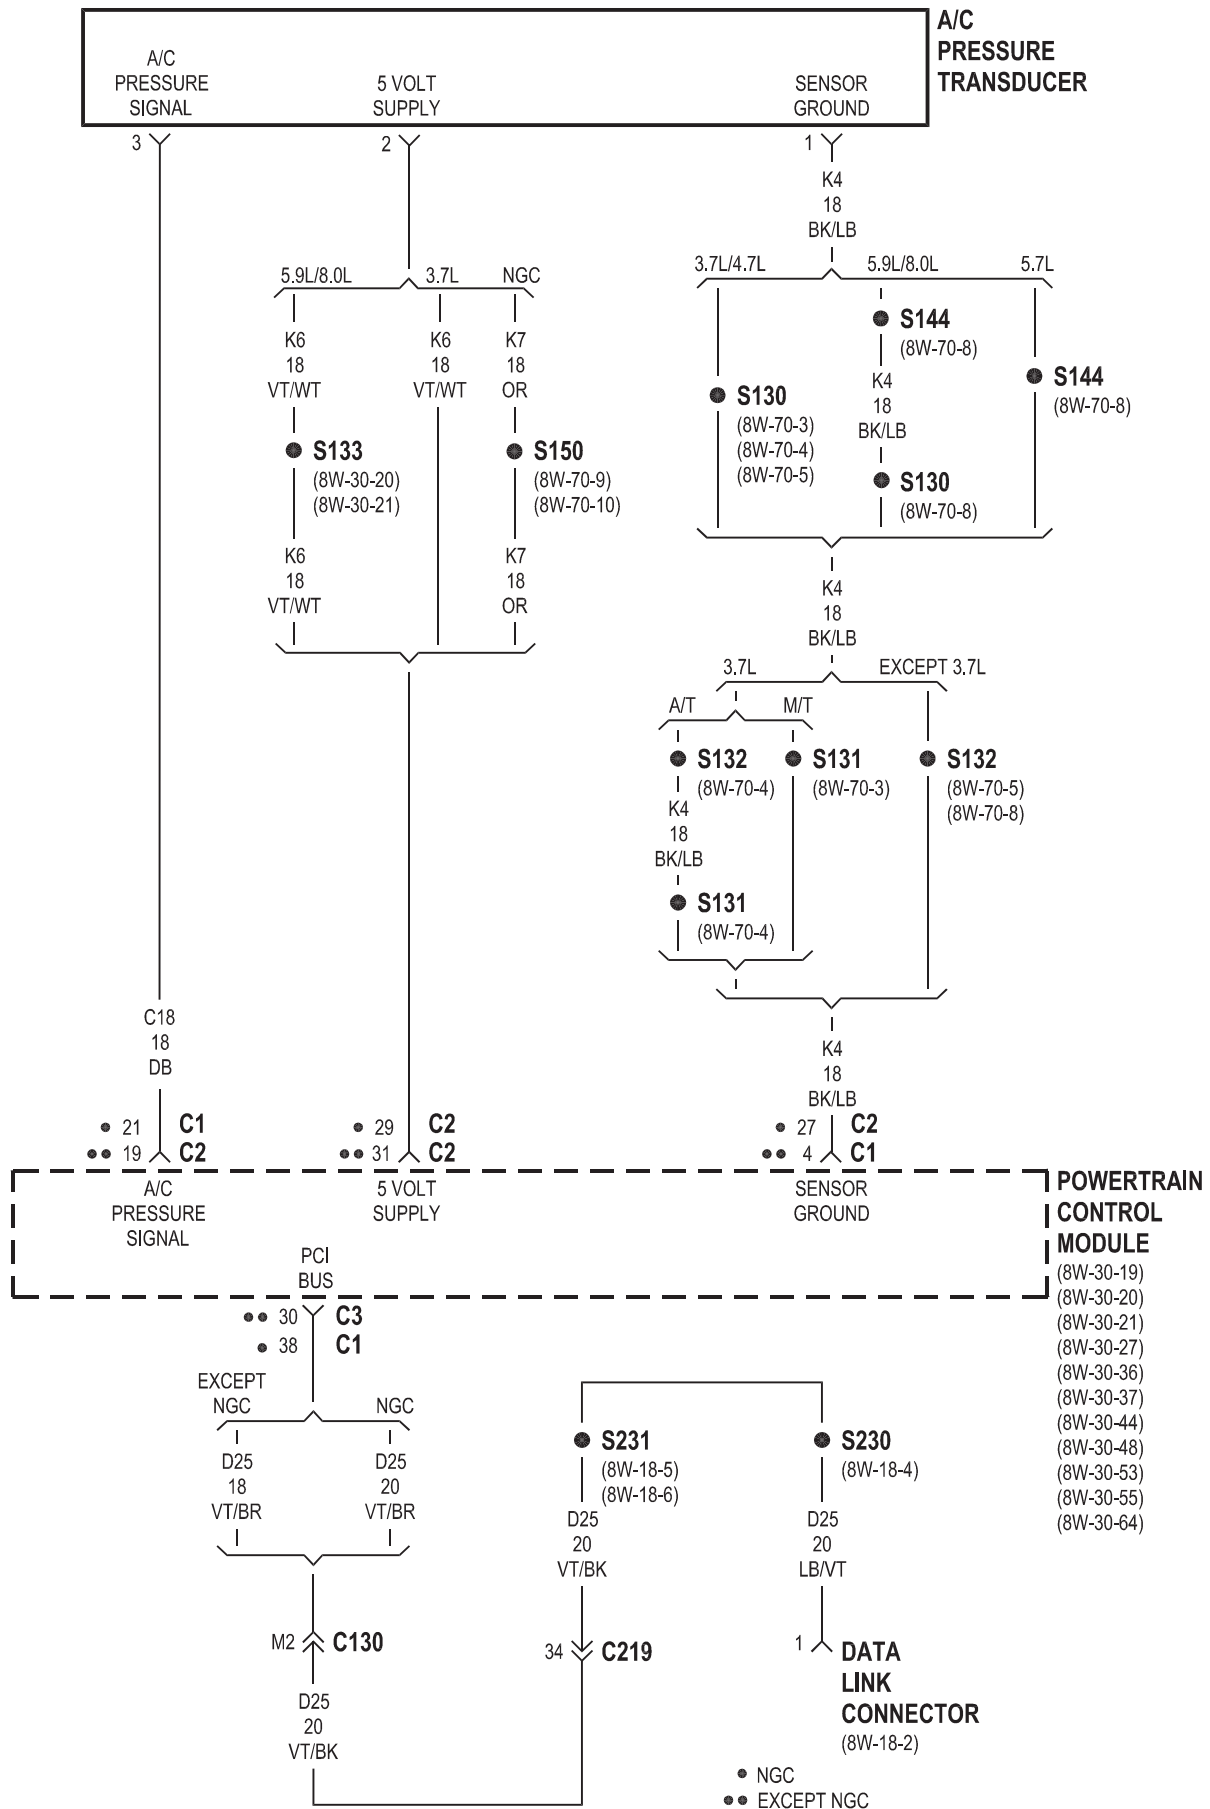 A/C
PRESSURE
TRANSDUCER
A/C
PRESSURE
SIGNAL
5 VOLT
SUPPLY
SENSOR
GROUND
3
2
1
K4
18
BK/LB
5.9L/8.0L
3.7L
NGC
3.7L/4.7L
5.9L/8.0L
5.7L
K6
18
VT/WT
K6
18
VT/WT
K7
18
OR
S133
(8W-30-20)
(8W-30-21)
S150
(8W-70-9)
(8W-70-10)
K6
18
VT/WT
K7
18
OR
S130
(8W-70-3)
(8W-70-4)
(8W-70-5)
S144
(8W-70-8)
K4
18
BK/LB
S130
(8W-70-8)
S144
(8W-70-8)
K4
18
BK/LB
3.7L
EXCEPT 3.7L
A/T
M/T
S132
(8W-70-4)
K4
18
BK/LB
S131
(8W-70-4)
S131
(8W-70-3)
S132
(8W-70-5)
(8W-70-8)
C18
18
DB
K4
18
BK/LB
21 C1
19 C2
29 C2
31 C2
27 C2
4 C1
A/C
PRESSURE
SIGNAL
5 VOLT
SUPPLY
SENSOR
GROUND
PCI
BUS
POWERTRAIN
CONTROL
MODULE
(8W-30-19)
(8W-30-20)
(8W-30-21)
(8W-30-27)
(8W-30-36)
(8W-30-37)
(8W-30-44)
(8W-30-48)
(8W-30-53)
(8W-30-55)
(8W-30-64)
30 C3
38 C1
EXCEPT
NGC
NGC
D25
18
VT/BR
D25
20
VT/BR
M2 C130
D25
20
VT/BK
S231
(8W-18-5)
(8W-18-6)
D25
20
VT/BK
34 C219
S230
(8W-18-4)
D25
20
LB/VT
1
DATA
LINK
CONNECTOR
(8W-18-2)
NGC
EXCEPT NGC